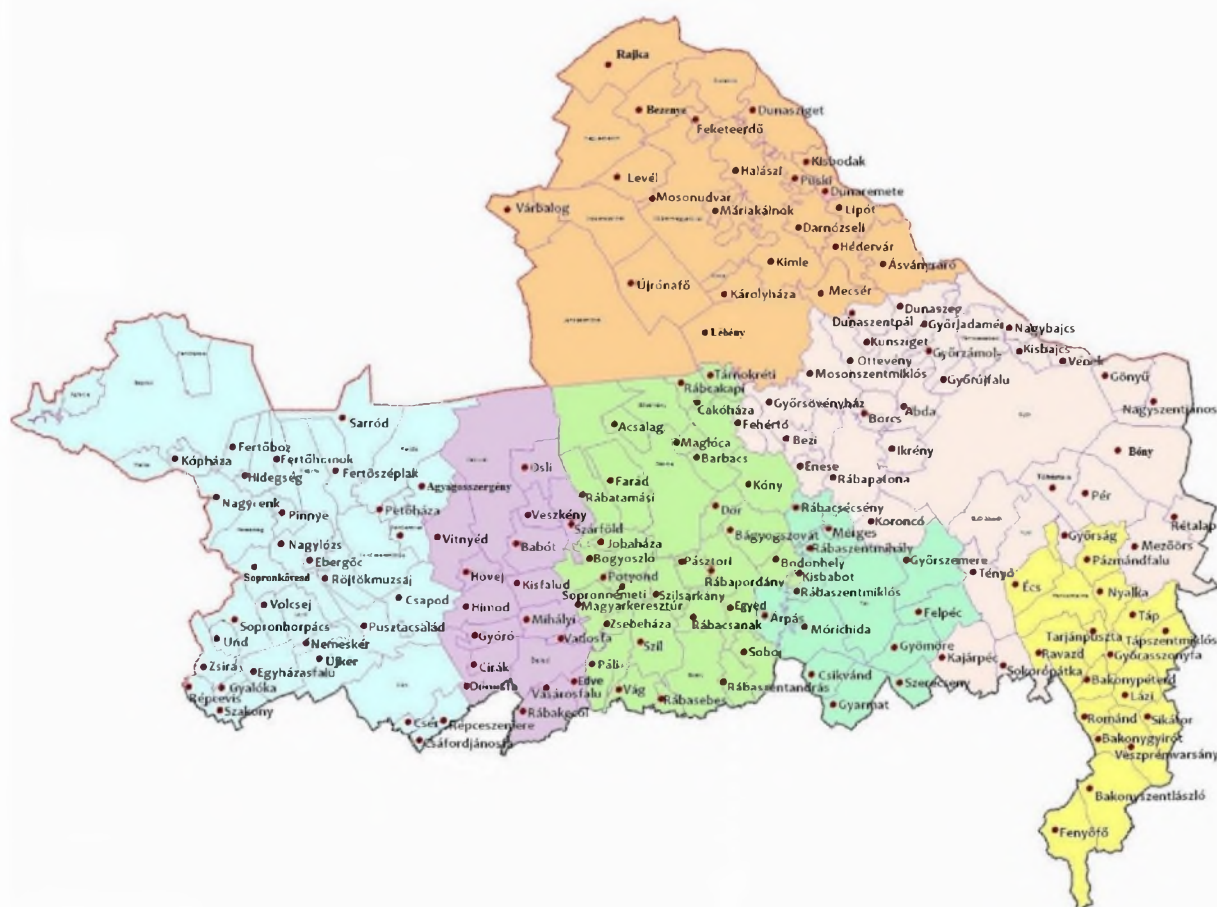 Rajka
Bezenye
Dunasziget
Feketeerdő
Kisbodak
Halászi
Püski
Levél
Dunaremete
Mosonudvar
Máriakálnok
Lipót
Várbalog
Darnózseli
Hédervár
Kimle
Ásványráró
Újrónafő
Károlyháza
Mecsér
Dunaszeg
Dunaszentpál
Győrladamér
Nagybajcs
Lébény
Kunsziget
Győrzámoly
Kisbajcs
Öttevény
Vének
Mosonszentmiklós
Győrújfalu
Gönyű
Tárnokréti
Rábcakapi
Cakóháza
Győrsövényház
Abda
Börcs
Nagyszentjános
Sarród
Acsalag
Fehértó
Maglóca
Bezi
Ikrény
Bőny
Fertőboz
Kópháza
Fertőhomok
Barbacs
Hidegség
Fertőszéplak
Osli
Enese
Rábapatona
Agyagosszergény
Farád
Kóny
Nagycenk
Rábatamási
Pér
Petőháza
Pinnye
Veszkény
Dör
Rábacsécsény
Koroncó
Rétalap
Szárföld
Bágyogszovát
Mérges
Vitnyéd
Babót
Jobaháza
Győrság
Nagylózs
Rábaszentmihály
Mezőörs
Ebergőc
Bogyoszló
Pásztori
Bodonhely
Győrszemere
Pázmándfalu
Sopronkövesd
Röjtökmuzsaj
Hövej
Potyond
Rábapordány
Kisbabot
Tényő
Kisfalud
Écs
Sopronnémeti
Szilsárkány
Rábaszentmiklós
Nyalka
Csapod
Himod
Magyarkeresztúr
Egyed
Völcsej
Árpás
Felpéc
Táp
Sopronhorpács
Pusztacsalád
Mihályi
Zsebeháza
Rábacsanak
Mórichida
Tarjánpuszta
Tápszentmiklós
Und
Nemeskér
Gyóró
Vadosfa
Szil
Gyömöre
Sobor
Ravazd
Győrasszonyfa
Újkér
Kajárpéc
Zsira
Cirák
Páli
Sokorópátka
Egyházasfalu
Csikvánd
Bakonypéterd
Répcevis
Gyalóka
Dénesfa
Vásárosfalu
Edve
Vág
Rábaszentandrás
Szerecseny
Lázi
Rábasebes
Gyarmat
Szakony
Rábakecöl
Románd
Sikátor
Csér
Répceszemere
Csáfordjánosfa
Bakonygyirót
Veszprémvarsány
Bakonyszentlászló
Fenyőfő